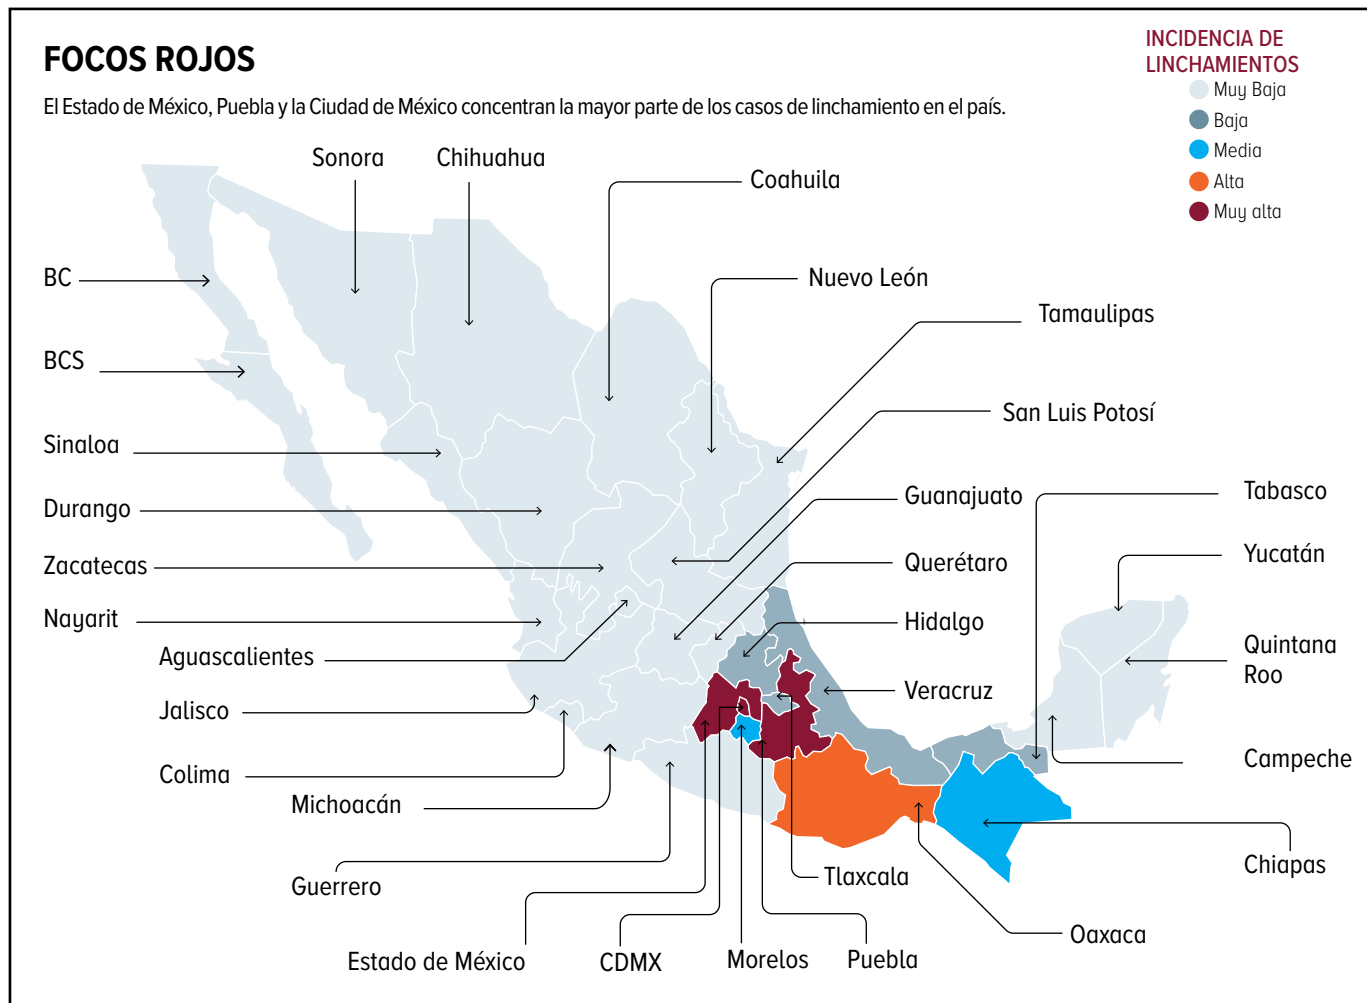 FOCOS ROJOS
El Estado de México, Puebla y la Ciudad de México concentran la mayor parte de los casos de linchamiento en el país.
INCIDENCIA DE
LINCHAMIENTOS
Muy Baja
Baja
Media
Alta
Muy alta
Sonora
Chihuahua
Coahuila
BC
Nuevo León
Tamaulipas
BCS
San Luis Potosí
Sinaloa
Guanajuato
Tabasco
Durango
Yucatán
Zacatecas
Querétaro
Nayarit
Hidalgo
Quintana
Roo
Aguascalientes
Veracruz
Jalisco
Campeche
Colima
Michoacán
Chiapas
Guerrero
Tlaxcala
Oaxaca
Estado de México
CDMX
Morelos
Puebla